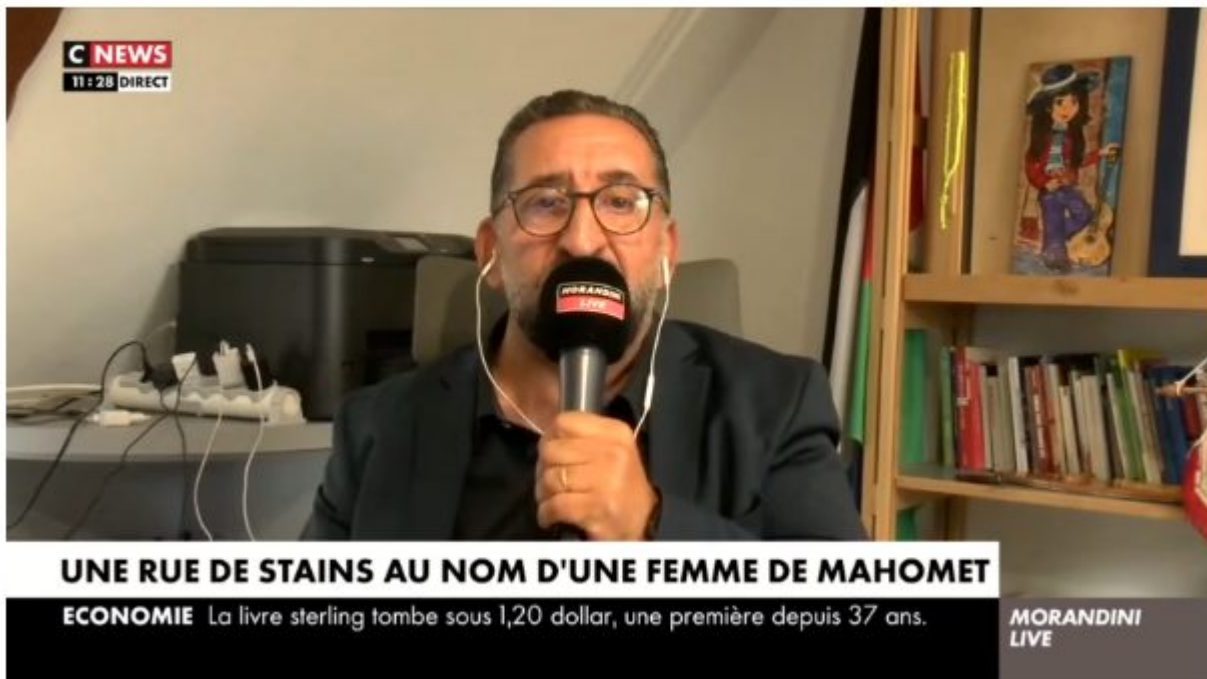 C NEWS
11:28 DIRECT
MORANDINI
LIVE
UNE RUE DE STAINS AU NOM D'UNE FEMME DE MAHOMET
ECONOMIE La livre sterling tombe sous 1,20 dollar, une première depuis 37 ans.
MORANDINI
LIVE